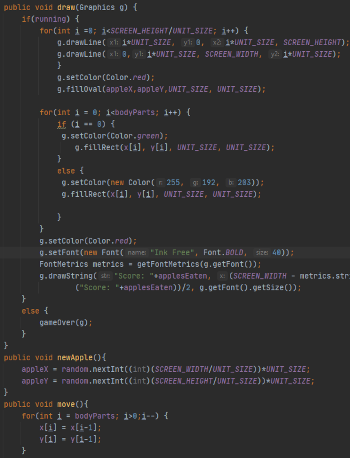 public void draw(Graphics g) {
if(running) {
for(int i =0; i<SCREEN_HEIGHT/UNIT_SIZE; i++) {
g.drawLine( x1: i*UNIT_SIZE, y1: 0, x2: i*UNIT_SIZE, SCREEN_HEIGHT);
g.drawLine( x1: 0, y1: i*UNIT_SIZE, SCREEN_WIDTH, y2: i*UNIT_SIZE);
}
g.setColor(Color.red);
g.fillOval(appleX,appleY,UNIT_SIZE, UNIT_SIZE);
for(int i = 0; i<bodyParts; i++) {
if (i == 0) {
g.setColor(Color.green);
g.fillRect(x[i], y[i], UNIT_SIZE, UNIT_SIZE);
}
else {
g.setColor(new Color( r: 255, g: 192, b: 203));
g.fillRect(x[i], y[i], UNIT_SIZE, UNIT_SIZE);
}
}
g.setColor(Color.red);
g.setFont(new Font( name: "Ink Free", Font.BOLD, size: 40));
FontMetrics metrics = getFontMetrics(g.getFont());
g.drawString( str: "Score: "+applesEaten, (SCREEN_WIDTH - metrics.str
("Score: "+applesEaten))/2, g.getFont().getSize());
}
else {
gameOver(g);
}
}
public void newApple(){
appleX = random.nextInt((int)(SCREEN_WIDTH/UNIT_SIZE))*UNIT_SIZE;
appleY = random.nextInt((int)(SCREEN_HEIGHT/UNIT_SIZE))*UNIT_SIZE;
}
public void move(){
for(int i = bodyParts; i>0;i--) {
x[i] = x[i-1];
y[i] = y[i-1];
}